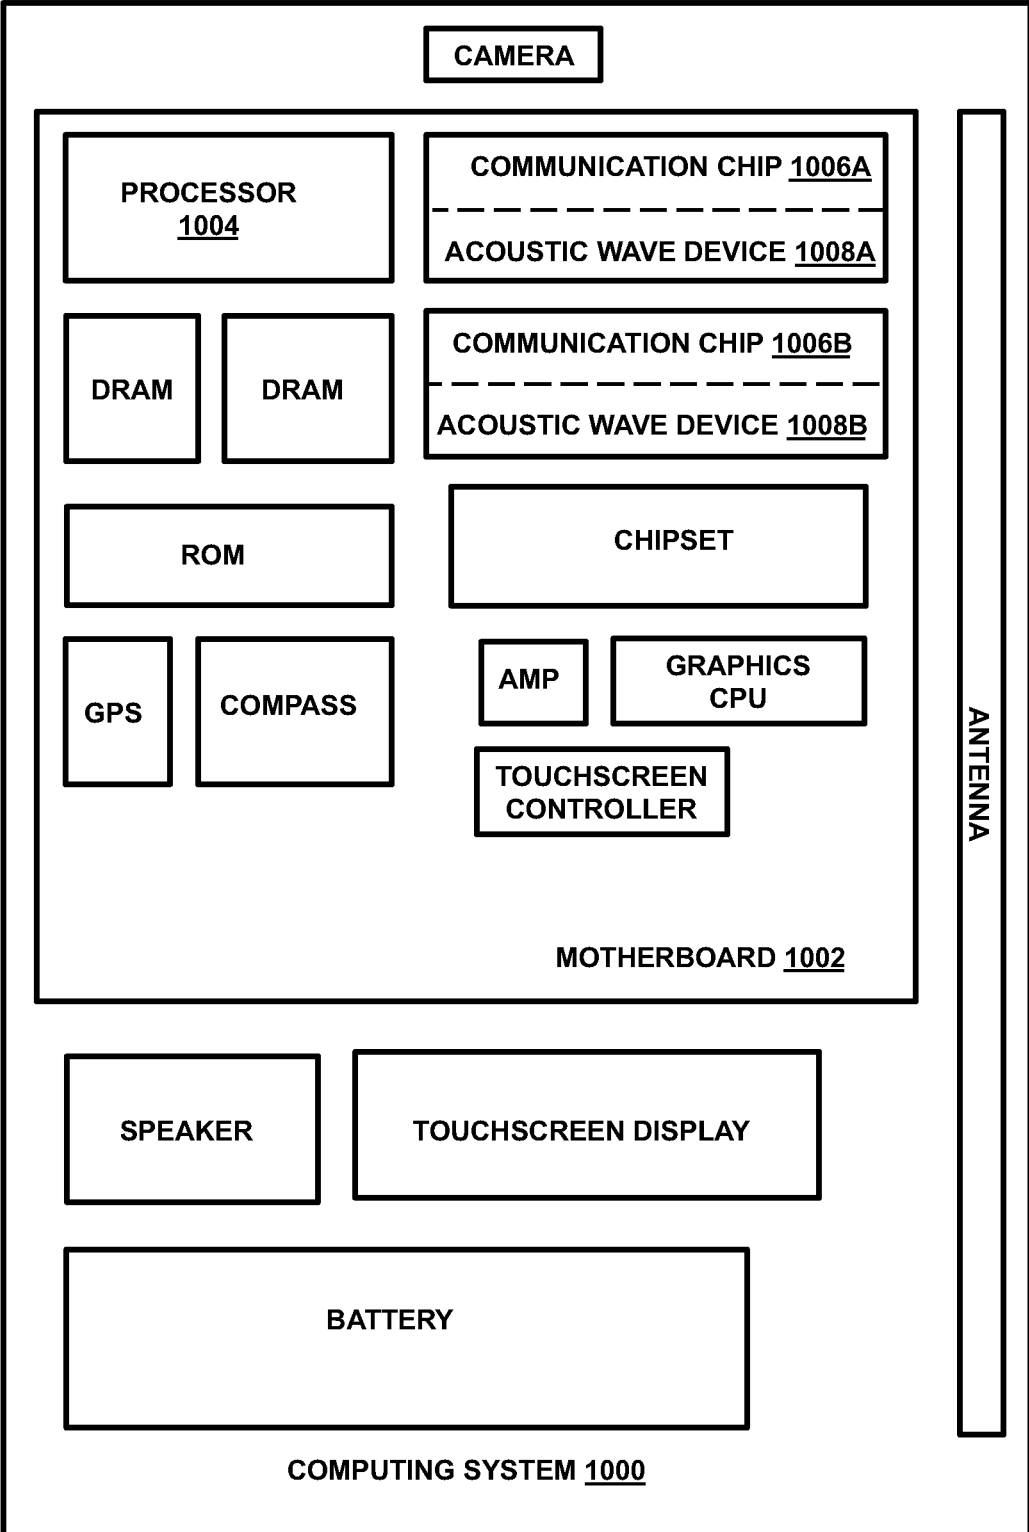 CAMERA
PROCESSOR
1004
COMMUNICATION CHIP 1006A
ACOUSTIC WAVE DEVICE 1008A
DRAM
DRAM
COMMUNICATION CHIP 1006B
ACOUSTIC WAVE DEVICE 1008B
ROM
CHIPSET
GPS
COMPASS
AMP
GRAPHICS
CPU
TOUCHSCREEN
CONTROLLER
ANTENNA
MOTHERBOARD 1002
SPEAKER
TOUCHSCREEN DISPLAY
BATTERY
COMPUTING SYSTEM 1000